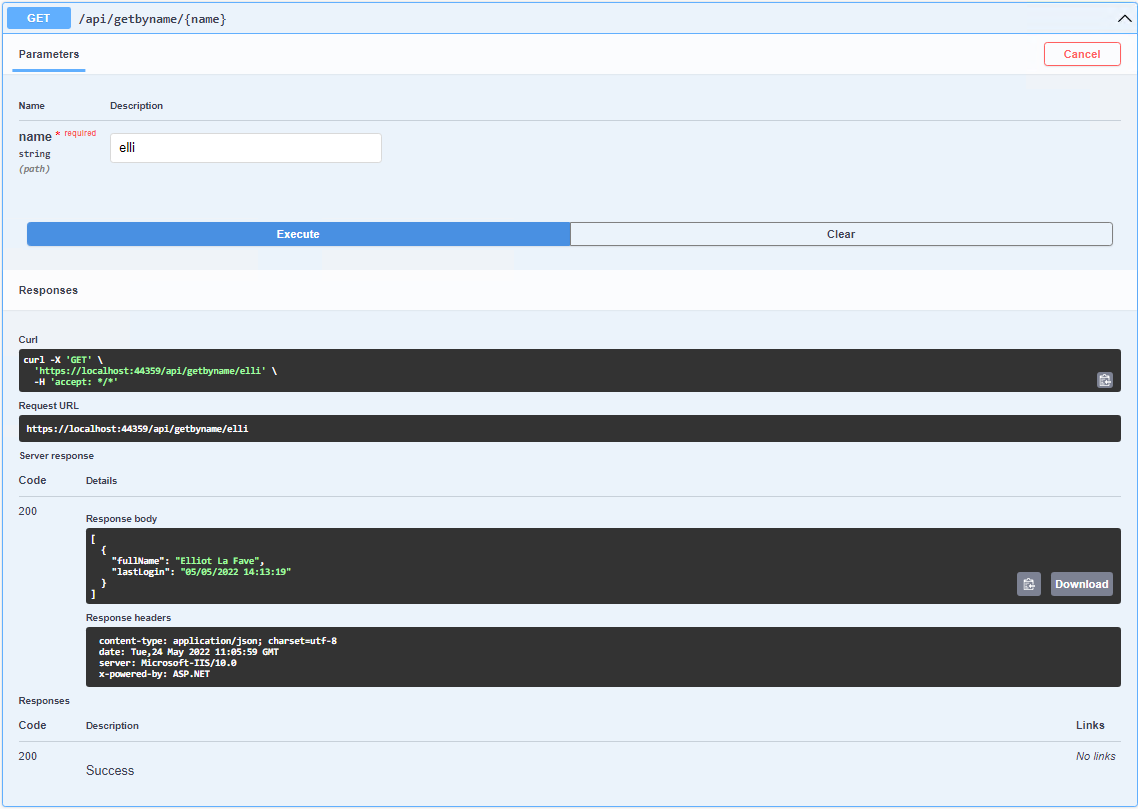 GET /api/getbyname/{name}
Parameters Cancel
Name Description
name * required
string
(path)
elli
Execute Clear
Responses
Curl
curl -X 'GET' \
  'https://localhost:44359/api/getbyname/elli' \
  -H 'accept: */*'
Request URL
https://localhost:44359/api/getbyname/elli
Server response
Code Details
200
Response body
[
  {
    "fullName": "Elliot La Fave",
    "lastLogin": "05/05/2022 14:13:19"
  }
]
Download
Response headers
content-type: application/json; charset=utf-8
date: Tue,24 May 2022 11:05:59 GMT
server: Microsoft-IIS/10.0
x-powered-by: ASP.NET
Responses
Code Description Links
200 No links
Success